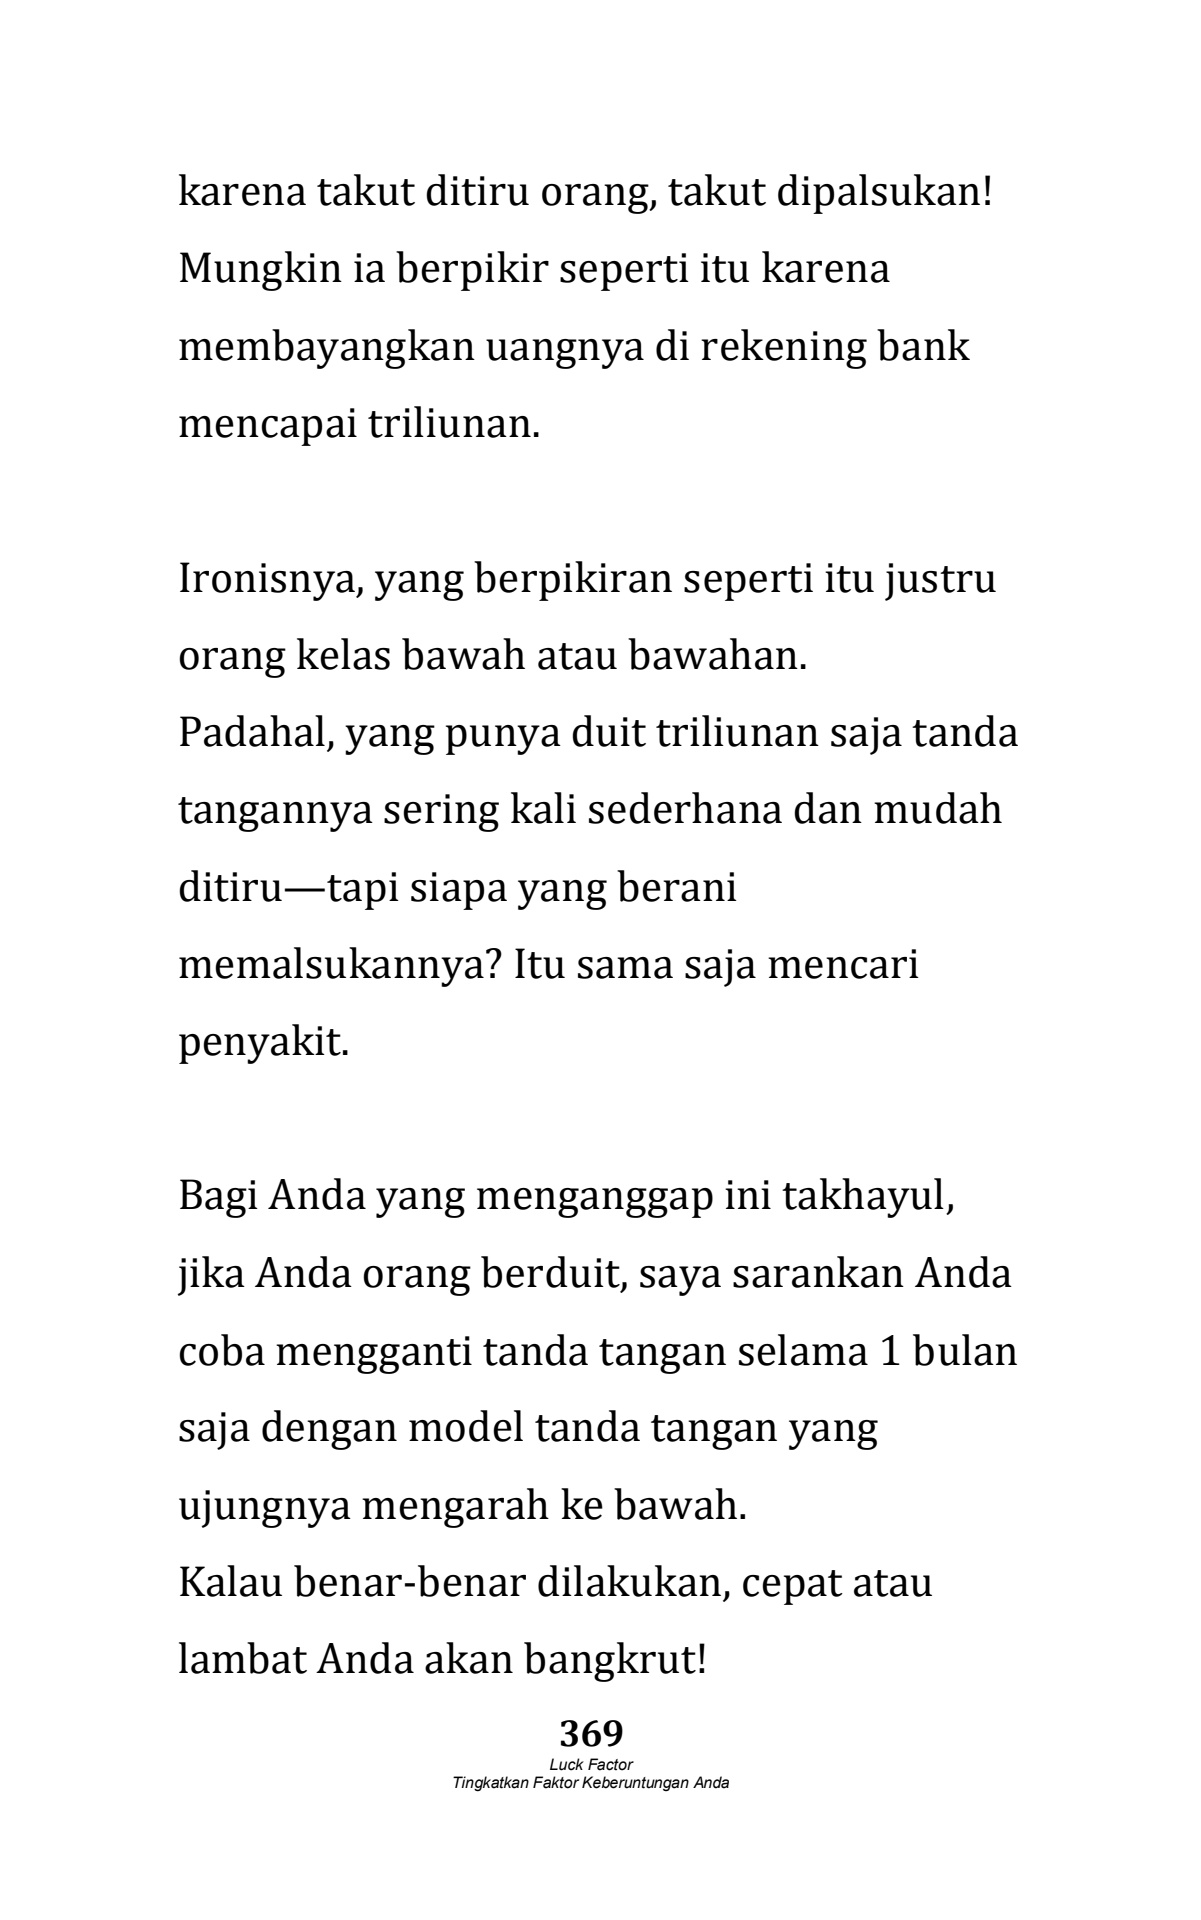 karena takut ditiru orang, takut dipalsukan!
Mungkin ia berpikir seperti itu karena
membayangkan uangnya di rekening bank
mencapai triliunan.
Ironisnya, yang berpikiran seperti itu justru
orang kelas bawah atau bawahan.
Padahal, yang punya duit triliunan saja tanda
tangannya sering kali sederhana dan mudah
ditiru—tapi siapa yang berani
memalsukannya? Itu sama saja mencari
penyakit.
Bagi Anda yang menganggap ini takhayul,
jika Anda orang berduit, saya sarankan Anda
coba mengganti tanda tangan selama 1 bulan
saja dengan model tanda tangan yang
ujungnya mengarah ke bawah.
Kalau benar-benar dilakukan, cepat atau
lambat Anda akan bangkrut!
369
Luck Factor
Tingkatkan Faktor Keberuntungan Anda